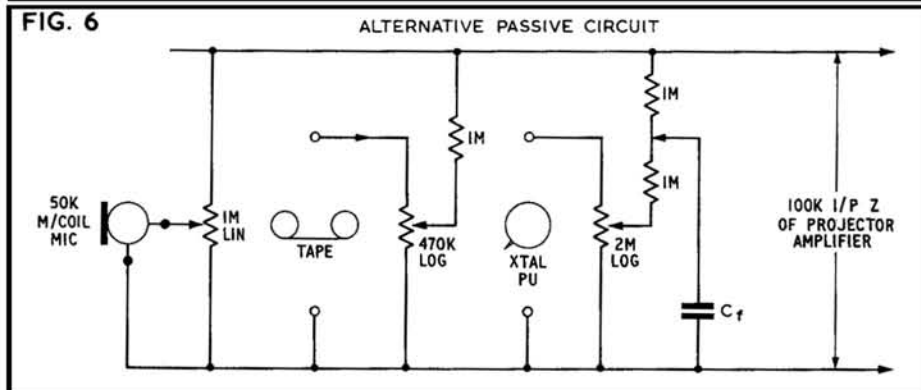 FIG. 6
ALTERNATIVE PASSIVE CIRCUIT
50K
M/COIL
MIC
1M
LIN
TAPE
470K
LOG
1M
XTAL
PU
2M
LOG
1M
1M
Cf
100K I/P Z
OF PROJECTOR
AMPLIFIER